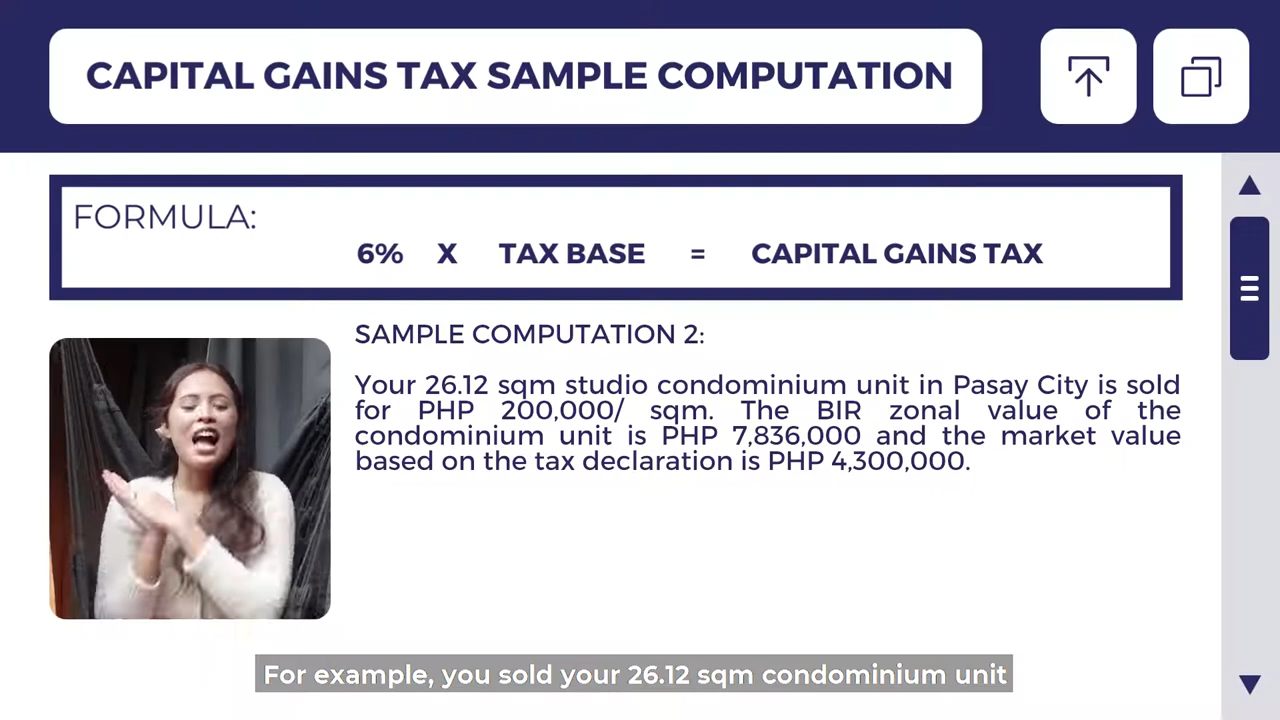 CAPITAL GAINS TAX SAMPLE COMPUTATION
FORMULA:
6% X TAX BASE = CAPITAL GAINS TAX
SAMPLE COMPUTATION 2:
Your 26.12 sqm studio condominium unit in Pasay City is sold
for PHP 200,000/ sqm. The BIR zonal value of the
condominium unit is PHP 7,836,000 and the market value
based on the tax declaration is PHP 4,300,000.
For example, you sold your 26.12 sqm condominium unit